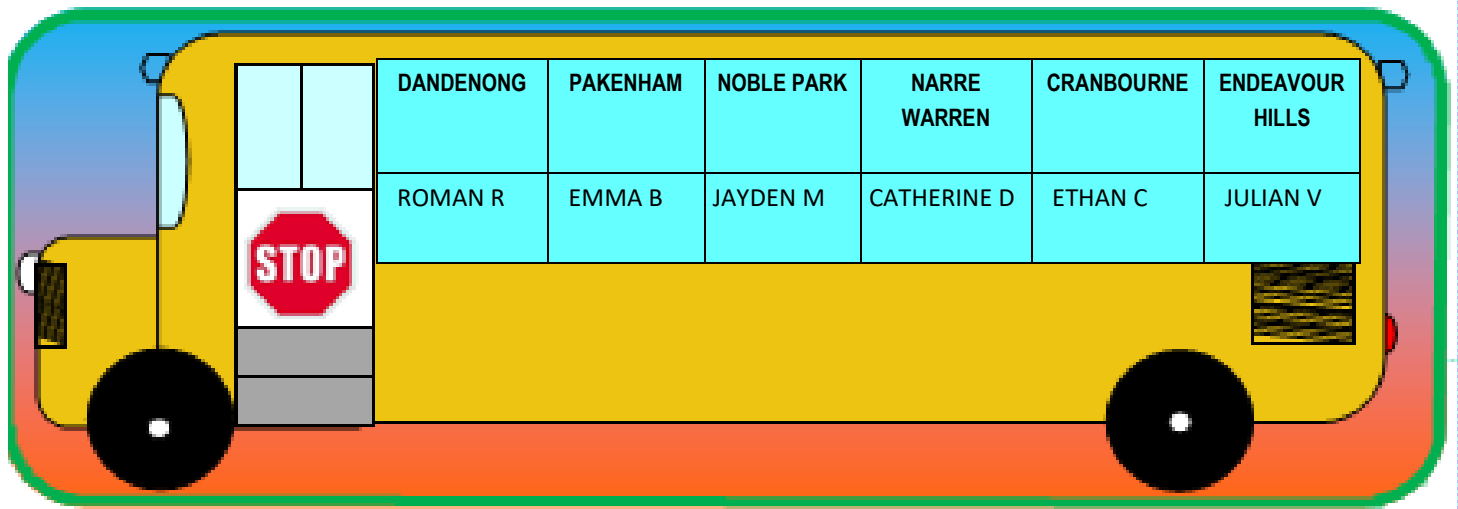 DANDENONG PAKENHAM NOBLE PARK NARRE WARREN CRANBOURNE ENDEAVOUR HILLS
ROMAN R EMMA B JAYDEN M CATHERINE D ETHAN C JULIAN V
STOP